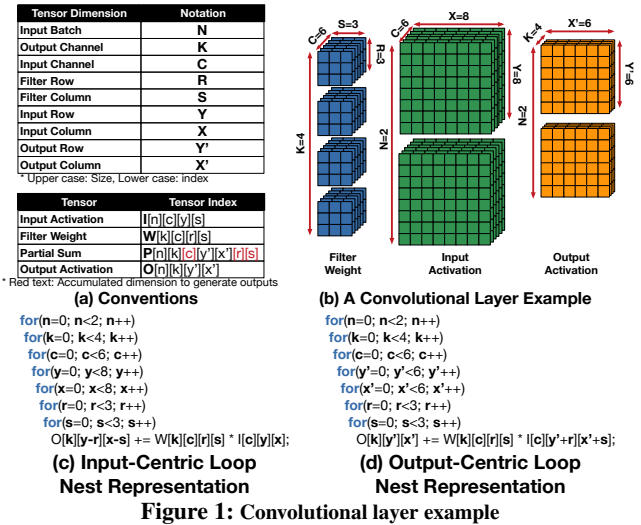 Tensor Dimension Notation
Input Batch N
Output Channel K
Input Channel C
Filter Row R
Filter Column S
Input Row Y
Input Column X
Output Row Y'
Output Column X'
* Upper case: Size, Lower case: index
Tensor Tensor Index
Input Activation I[n][c][y][s]
Filter Weight W[k][c][r][s]
Partial Sum P[n][k][c][y'][x'][r][s]
Output Activation O[n][k][y'][x']
* Red text: Accumulated dimension to generate outputs
(a) Conventions
C=6
S=3
R=3
K=4
Filter
Weight
C=6
X=8
Y=8
N=2
Input
Activation
K=4
X'=6
Y'=6
N=2
Output
Activation
(b) A Convolutional Layer Example
for(n=0; n<2; n++)
for(k=0; k<4; k++)
for(c=0; c<6; c++)
for(y=0; y<8; y++)
for(x=0; x<8; x++)
for(r=0; r<3; r++)
for(s=0; s<3; s++)
O[k][y-r][x-s] += W[k][c][r][s] * I[c][y][x];
(c) Input-Centric Loop
Nest Representation
for(n=0; n<2; n++)
for(k=0; k<4; k++)
for(c=0; c<6; c++)
for(y'=0; y'<6; y'++)
for(x'=0; x'<6; x'++)
for(r=0; r<3; r++)
for(s=0; s<3; s++)
O[k][y'][x'] += W[k][c][r][s] * I[c][y'+r][x'+s];
(d) Output-Centric Loop
Nest Representation
Figure 1: Convolutional layer example